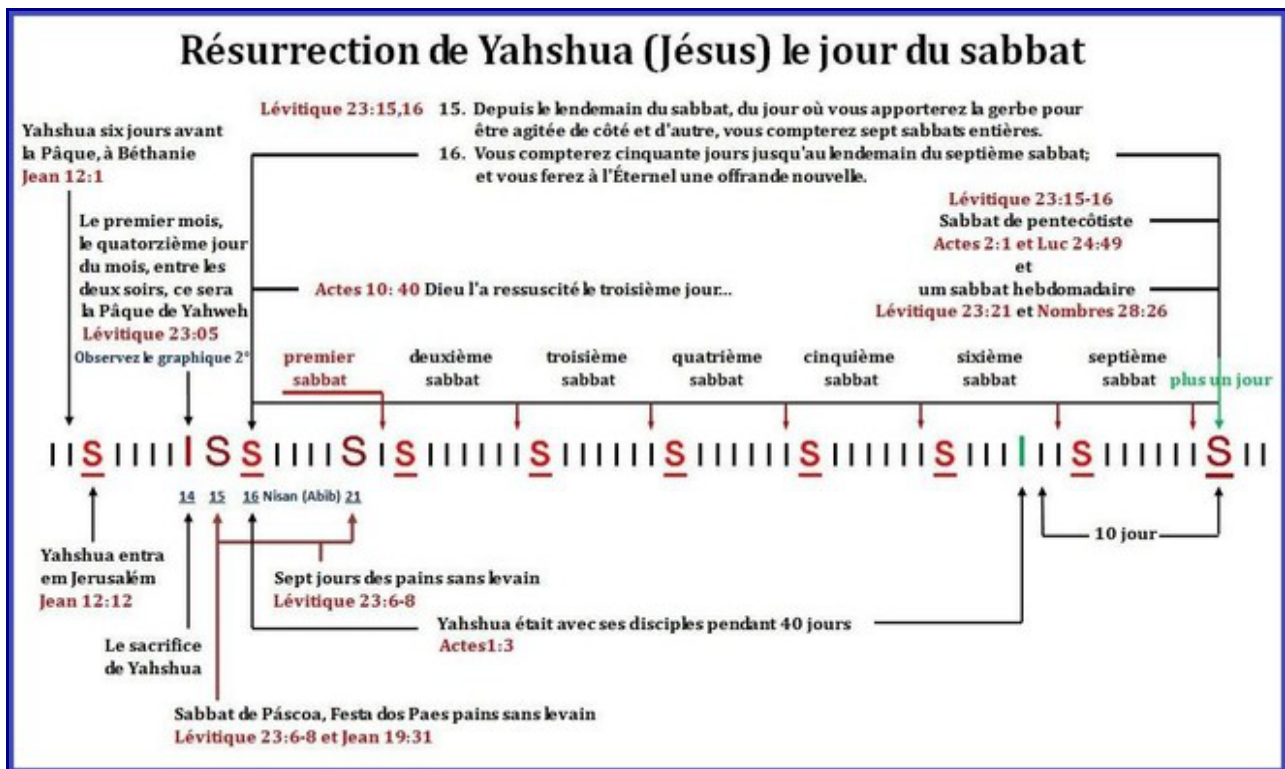 Résurrection de Yahshua (Jésus) le jour du sabbat
Lévitique 23:15,16 15. Depuis le lendemain du sabbat, du jour où vous apporterez la gerbe pour
être agitée de côté et d'autre, vous compterez sept sabbats entières.
16. Vous compterez cinquante jours jusqu'au lendemain du septième sabbat;
et vous ferez à l'Éternel une offrande nouvelle.
Yahshua six jours avant
la Pâque, à Béthanie
Jean 12:1
Le premier mois,
le quatorzième jour
du mois, entre les
deux soirs, ce sera
la Pâque de Yahweh
Lévitique 23:05
Observez le graphique 2°
Lévitique 23:15-16
Sabbat de pentecôtiste
Actes 2:1 et Luc 24:49
et
um sabbat hebdomadaire
Lévitique 23:21 et Nombres 28:26
Actes 10: 40 Dieu l'a ressuscité le troisième jour...
premier
sabbat
deuxième
sabbat
troisième
sabbat
quatrième
sabbat
cinquième
sabbat
sixième
sabbat
septième
sabbat
plus un jour
I I S I I I I I S S I I I I S I S I I I I I I S I I I I I I S I I I I I I S I I I I I I S I I I I I I S I I I I I I S I I
14 15 16 Nisan (Abib) 21
10 jour
Yahshua entra
em Jerusalém
Jean 12:12
Sept jours des pains sans levain
Lévitique 23:6-8
Le sacrifice
de Yahshua
Yahshua était avec ses disciples pendant 40 jours
Actes1:3
Sabbat de Páscoa, Festa dos Paes pains sans levain
Lévitique 23:6-8 et Jean 19:31